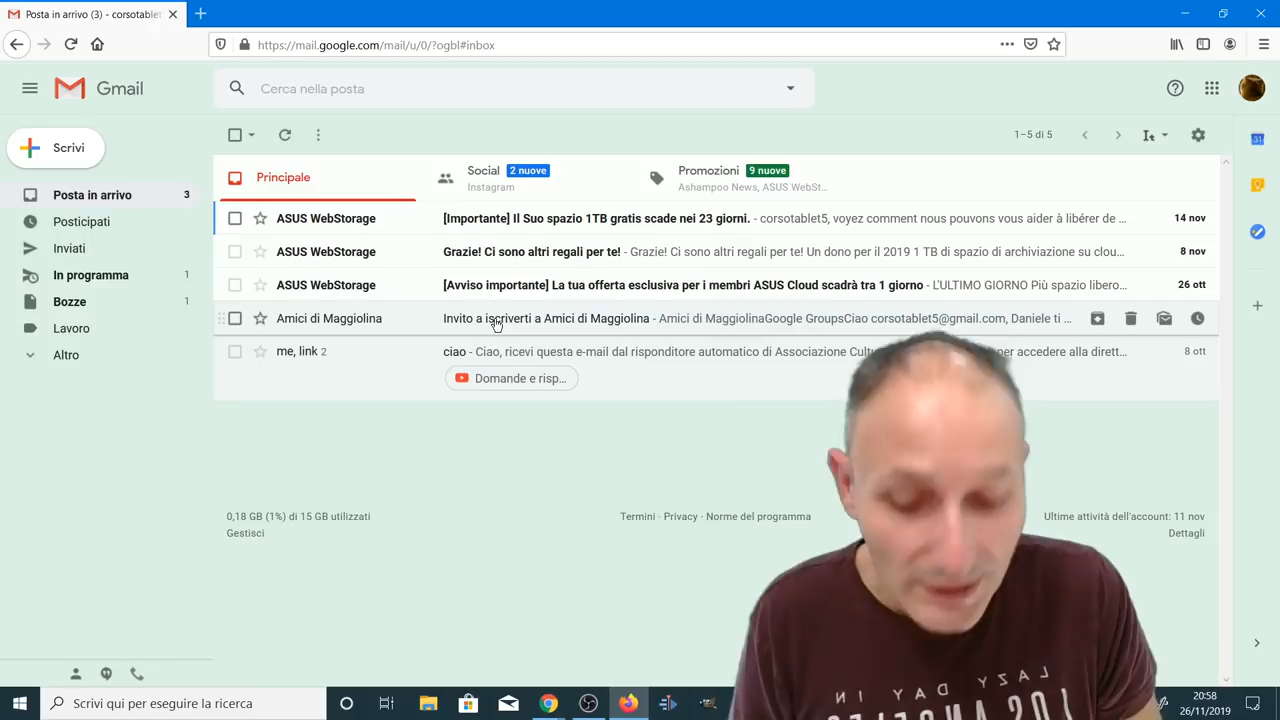 Posta in arrivo (3) - corsotablet
https://mail.google.com/mail/u/0/?ogbl#inbox
Gmail
Cerca nella posta
Scrivi
1–5 di 5
Posta in arrivo 3
Posticipati
Inviati
In programma 1
Bozze 1
Lavoro
Altro
Principale
Social 2 nuove
Instagram
Promozioni 9 nuove
Ashampoo News, ASUS WebSt...
ASUS WebStorage [Importante] Il Suo spazio 1TB gratis scade nei 23 giorni. - corsotablet5, voyez comment nous pouvons vous aider à libérer de ... 14 nov
ASUS WebStorage Grazie! Ci sono altri regali per te! - Grazie! Ci sono altri regali per te! Un dono per il 2019 1 TB di spazio di archiviazione su clou... 8 nov
ASUS WebStorage [Avviso importante] La tua offerta esclusiva per i membri ASUS Cloud scadrà tra 1 giorno - L'ULTIMO GIORNO Più spazio libero... 26 ott
Amici di Maggiolina Invito a iscriverti a Amici di Maggiolina - Amici di MaggiolinaGoogle GroupsCiao corsotablet5@gmail.com, Daniele ti ...
me, link 2 ciao - Ciao, ricevi questa e-mail dal risponditore automatico di Associazione Cult per accedere alla dirett... 8 ott
Domande e risp...
0,18 GB (1%) di 15 GB utilizzati
Gestisci
Termini · Privacy · Norme del programma
Ultime attività dell'account: 11 nov
Dettagli
31
LAZY DAY IN
LOS
Scrivi qui per eseguire la ricerca
20:58
26/11/2019